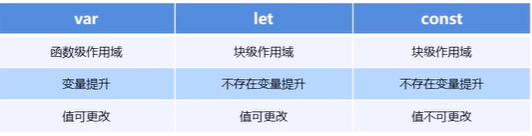 var let const
函数级作用域 块级作用域 块级作用域
变量提升 不存在变量提升 不存在变量提升
值可更改 值可更改 值不可更改